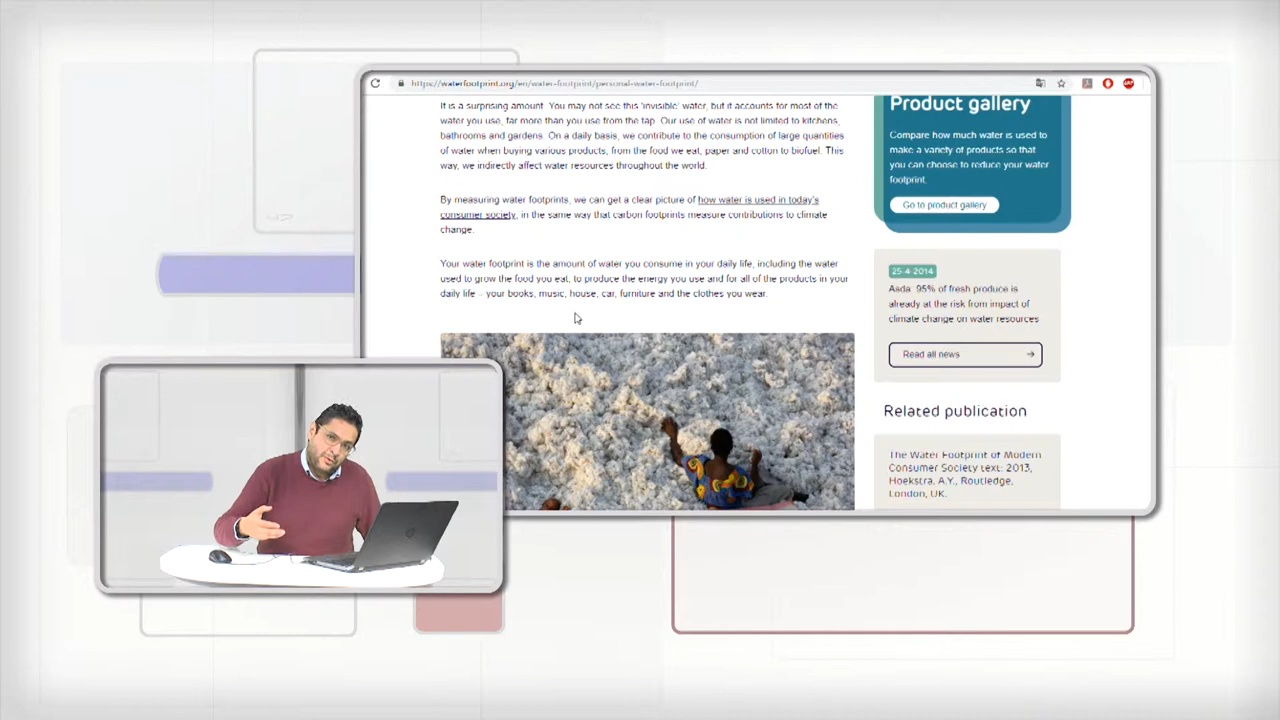 https://waterfootprint.org/en/water-footprint/personal-water-footprint/
It is a surprising amount. You may not see this 'invisible' water, but it accounts for most of the
water you use, far more than you use from the tap. Our use of water is not limited to kitchens,
bathrooms and gardens. On a daily basis, we contribute to the consumption of large quantities
of water when buying various products, from the food we eat, paper and cotton to biofuel. This
way, we indirectly affect water resources throughout the world.
By measuring water footprints, we can get a clear picture of how water is used in today's
consumer society, in the same way that carbon footprints measure contributions to climate
change.
Your water footprint is the amount of water you consume in your daily life, including the water
used to grow the food you eat, to produce the energy you use and for all of the products in your
daily life – your books, music, house, car, furniture and the clothes you wear.
Product gallery
Compare how much water is used to
make a variety of products so that
you can choose to reduce your water
footprint.
Go to product gallery
25-4-2014
Asda: 95% of fresh produce is
already at the risk from impact of
climate change on water resources
Read all news
Related publication
The Water Footprint of Modern
Consumer Society text: 2013,
Hoekstra, A.Y., Routledge,
London, UK.